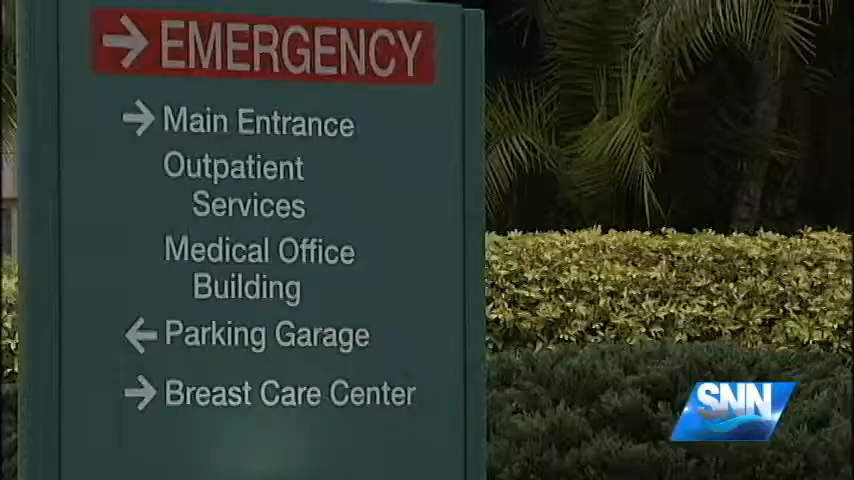 → EMERGENCY
→ Main Entrance
Outpatient
Services
Medical Office
Building
← Parking Garage
→ Breast Care Center
SNN